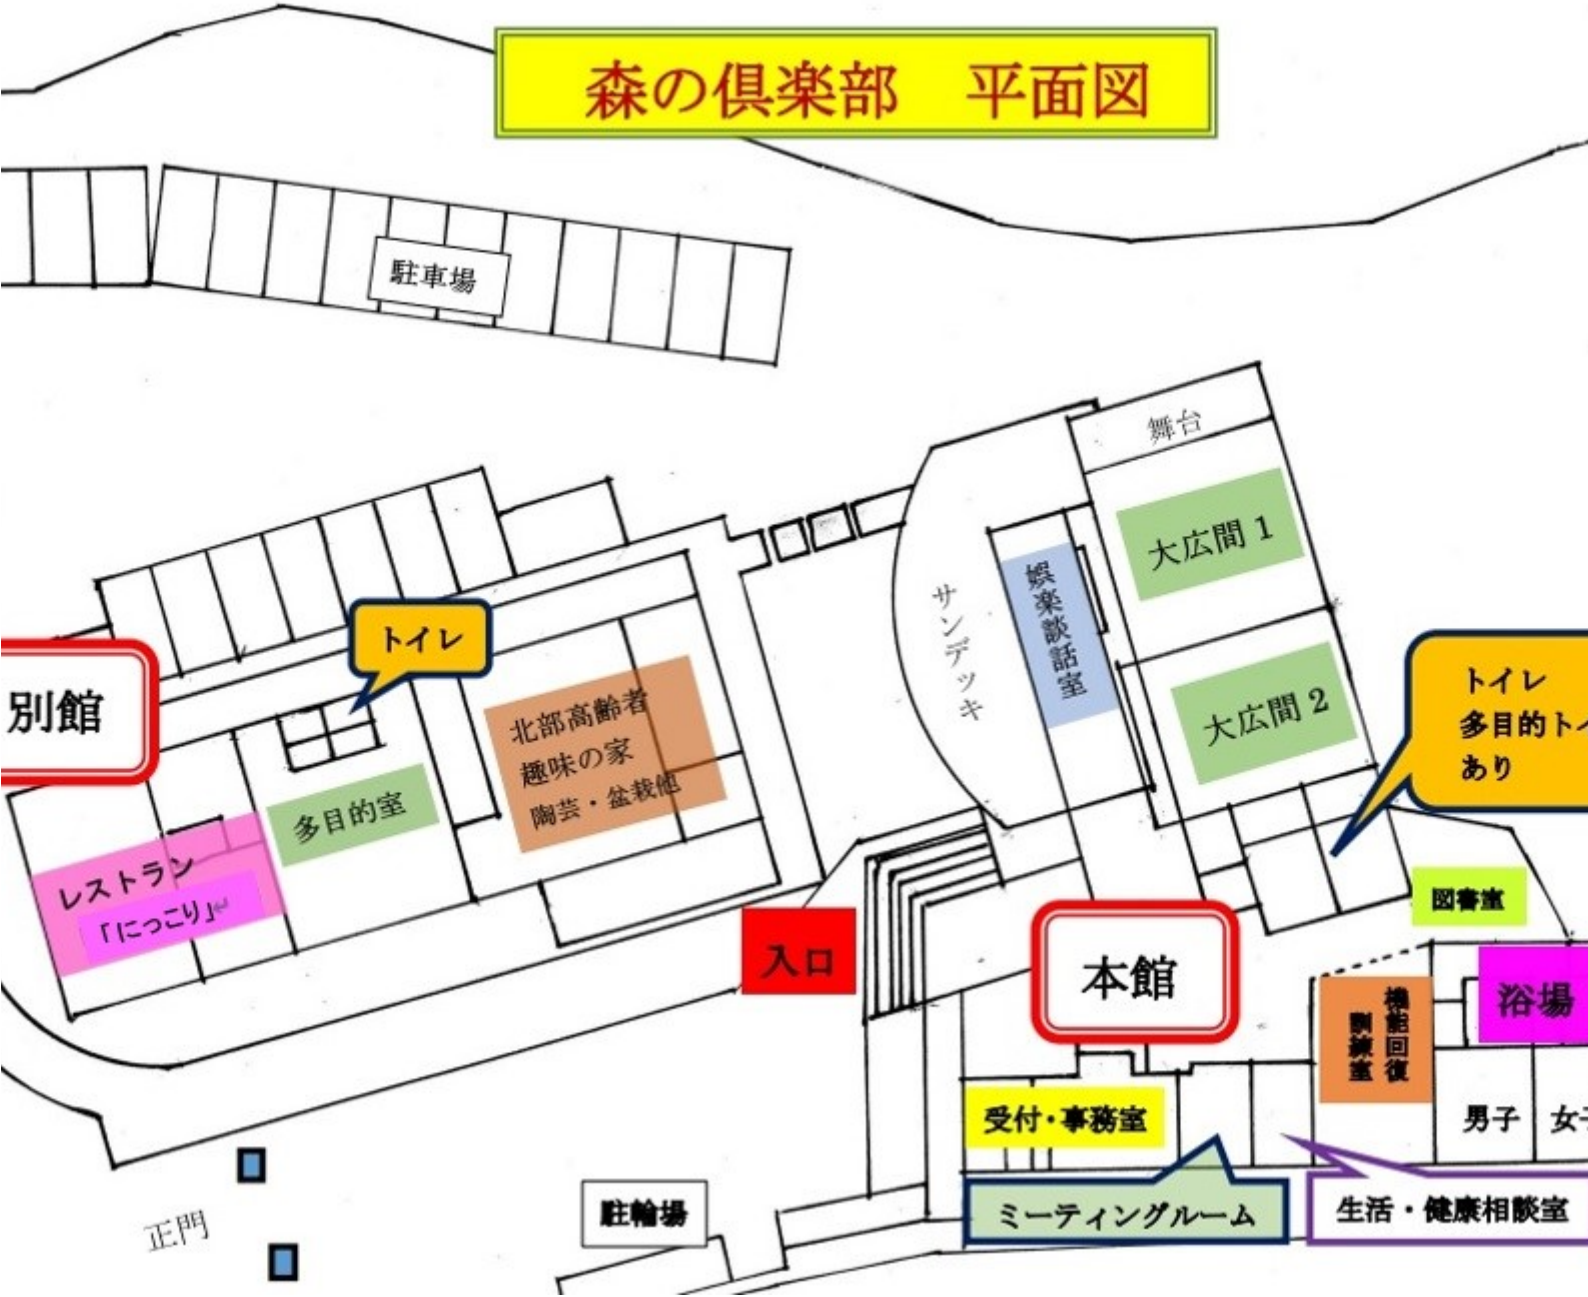 森の倶楽部　平面図
駐車場
舞台
大広間 1
娯楽談話室
サンデッキ
大広間 2
トイレ
別館
北部高齢者
趣味の家
陶芸・盆栽他
多目的室
レストラン
「にっこり」
トイレ
多目的ト
あり
図書室
入口
本館
浴場
機能回復
訓練室
受付・事務室
男子
女
ミーティングルーム
生活・健康相談室
駐輪場
正門